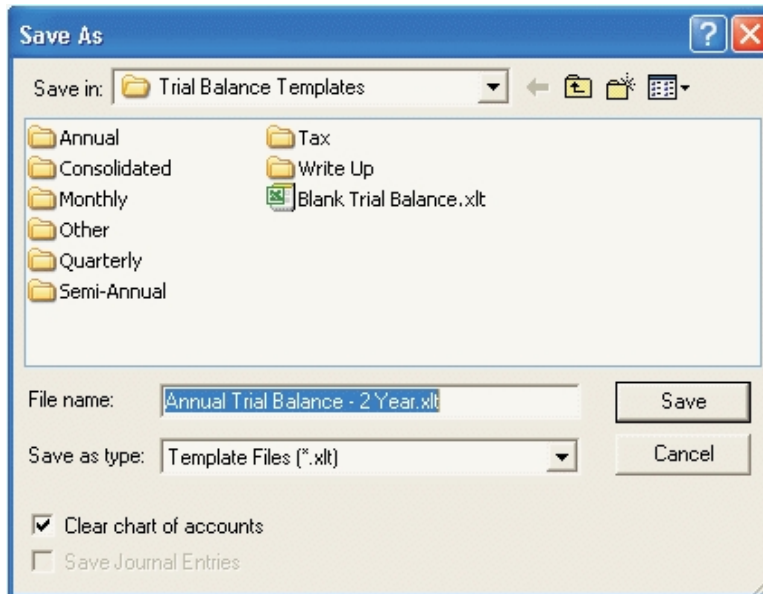 Save As
Save in: Trial Balance Templates
Annual
Consolidated
Monthly
Other
Quarterly
Semi-Annual
Tax
Write Up
Blank Trial Balance.xlt
File name: Annual Trial Balance - 2 Year.xlt Save
Save as type: Template Files (*.xlt) Cancel
Clear chart of accounts
Save Journal Entries